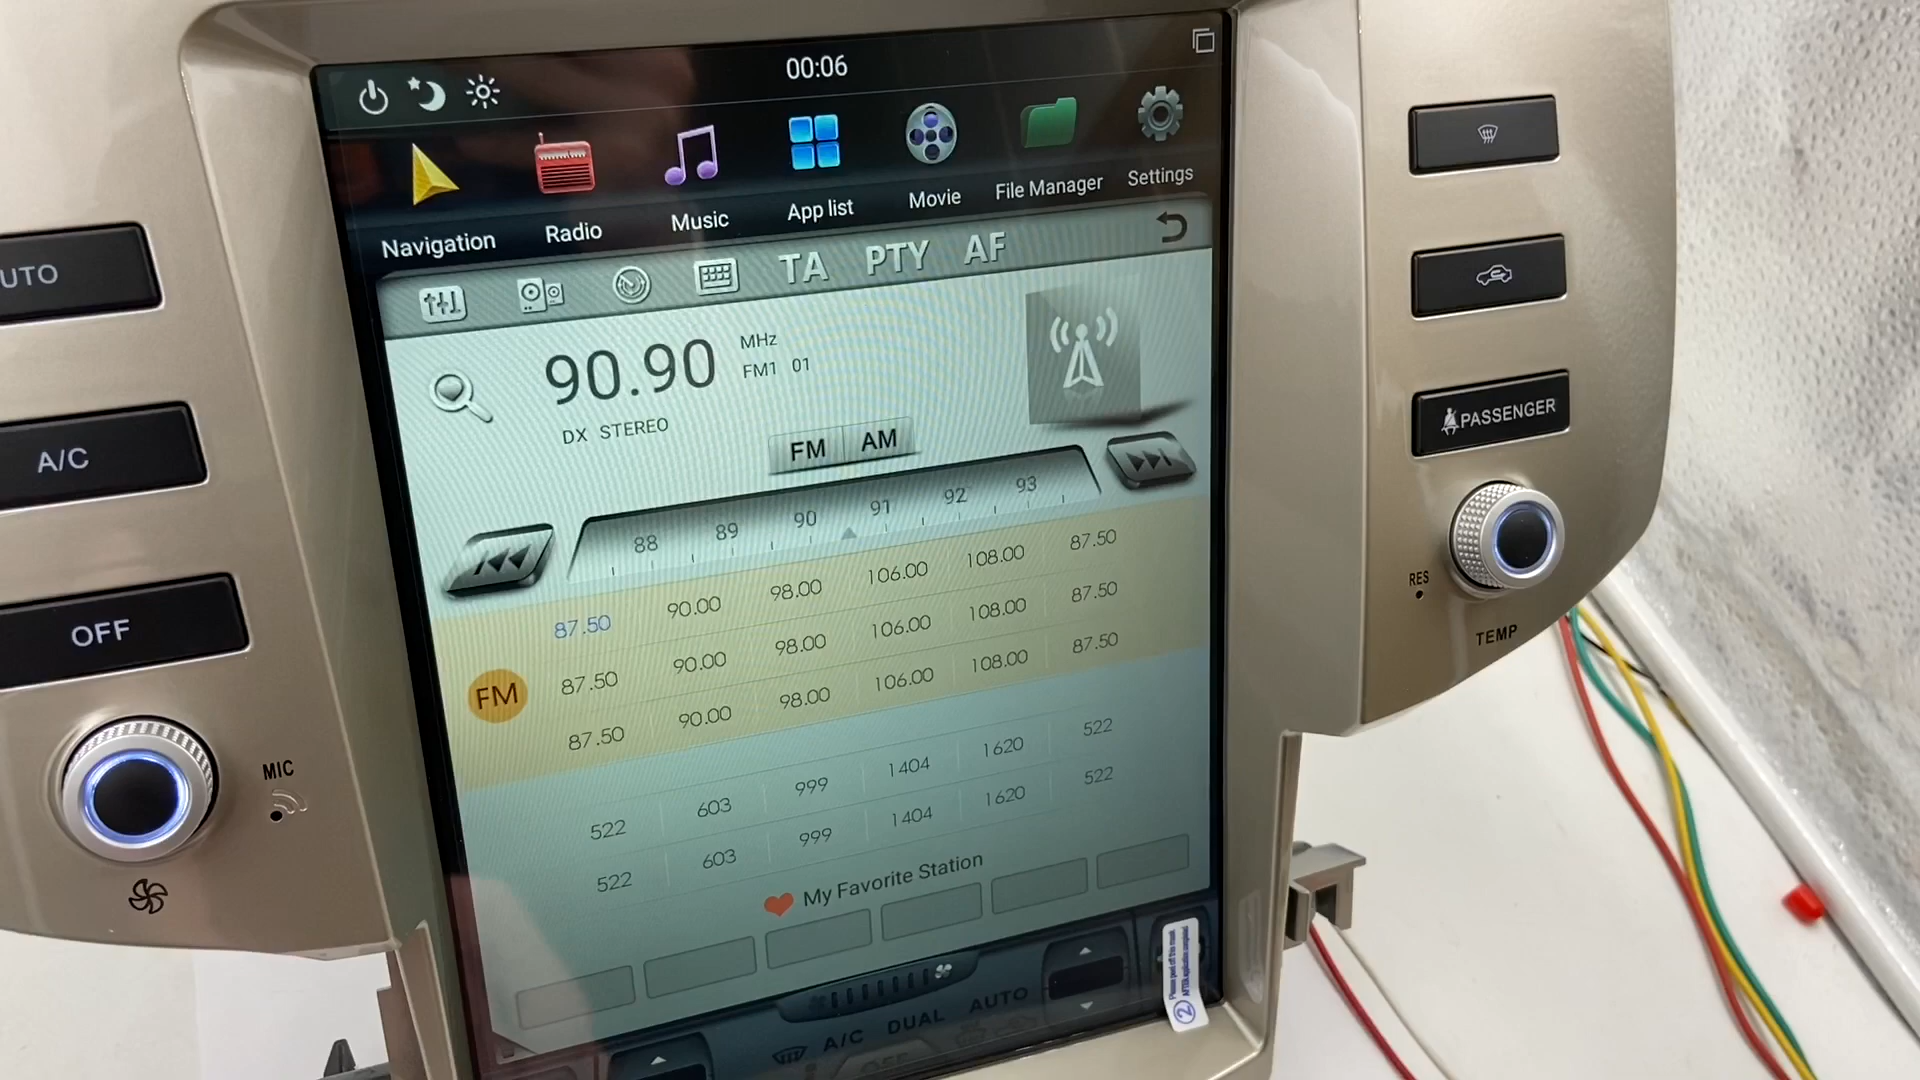 00:06
Navigation Radio Music App list Movie File Manager Settings
TA PTY AF
90.90 MHz
FM1 01
DX STEREO
FM AM
88 89 90 91 92 93
87.50 90.00 98.00 106.00 108.00 87.50
87.50 90.00 98.00 106.00 108.00 87.50
FM
87.50 90.00 98.00 106.00 108.00 87.50
522 603 999 1404 1620 522
522 603 999 1404 1620 522
My Favorite Station
A/C DUAL AUTO
OFF
UTO
A/C
OFF
MIC
PASSENGER
RES
TEMP
2